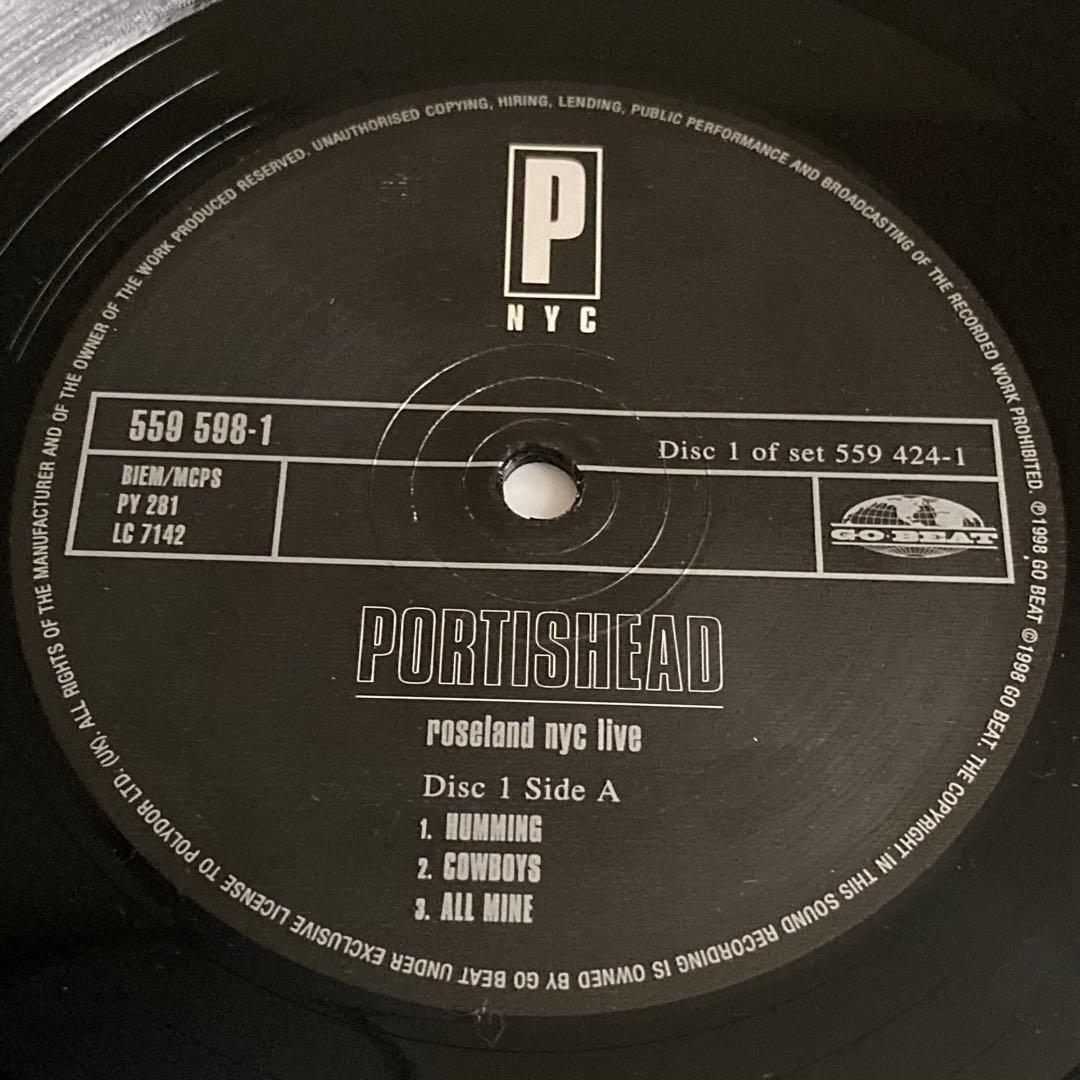 P
NYC
559 598-1
Disc 1 of set 559 424-1
BIEM/MCPS
PY 281
LC 7142
GO·BEAT
PORTISHEAD
roseland nyc live
Disc 1 Side A
1. HUMMING
2. COWBOYS
3. ALL MINE
ALL RIGHTS OF THE MANUFACTURER AND OF THE OWNER OF THE WORK PRODUCED RESERVED. UNAUTHORISED COPYING, HIRING, LENDING, PUBLIC PERFORMANCE AND BROADCASTING OF THE RECORDED WORK PROHIBITED. ℗1998 GO BEAT ©1998 GO BEAT. THE COPYRIGHT IN THIS SOUND RECORDING IS OWNED BY GO BEAT UNDER EXCLUSIVE LICENSE TO POLYDOR LTD. (UK).